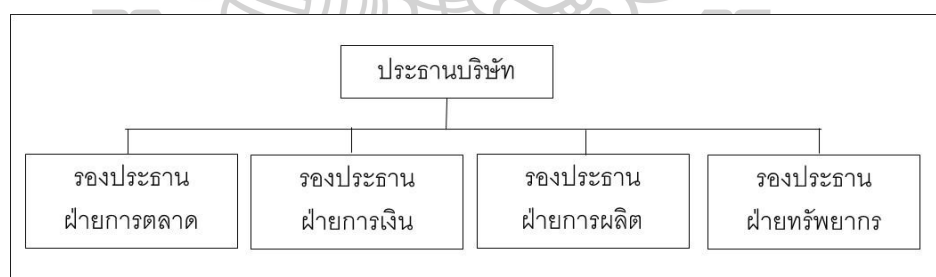 ประธานบริษัท
รองประธาน
ฝ่ายการตลาด
รองประธาน
ฝ่ายการเงิน
รองประธาน
ฝ่ายการผลิต
รองประธาน
ฝ่ายทรัพยากร